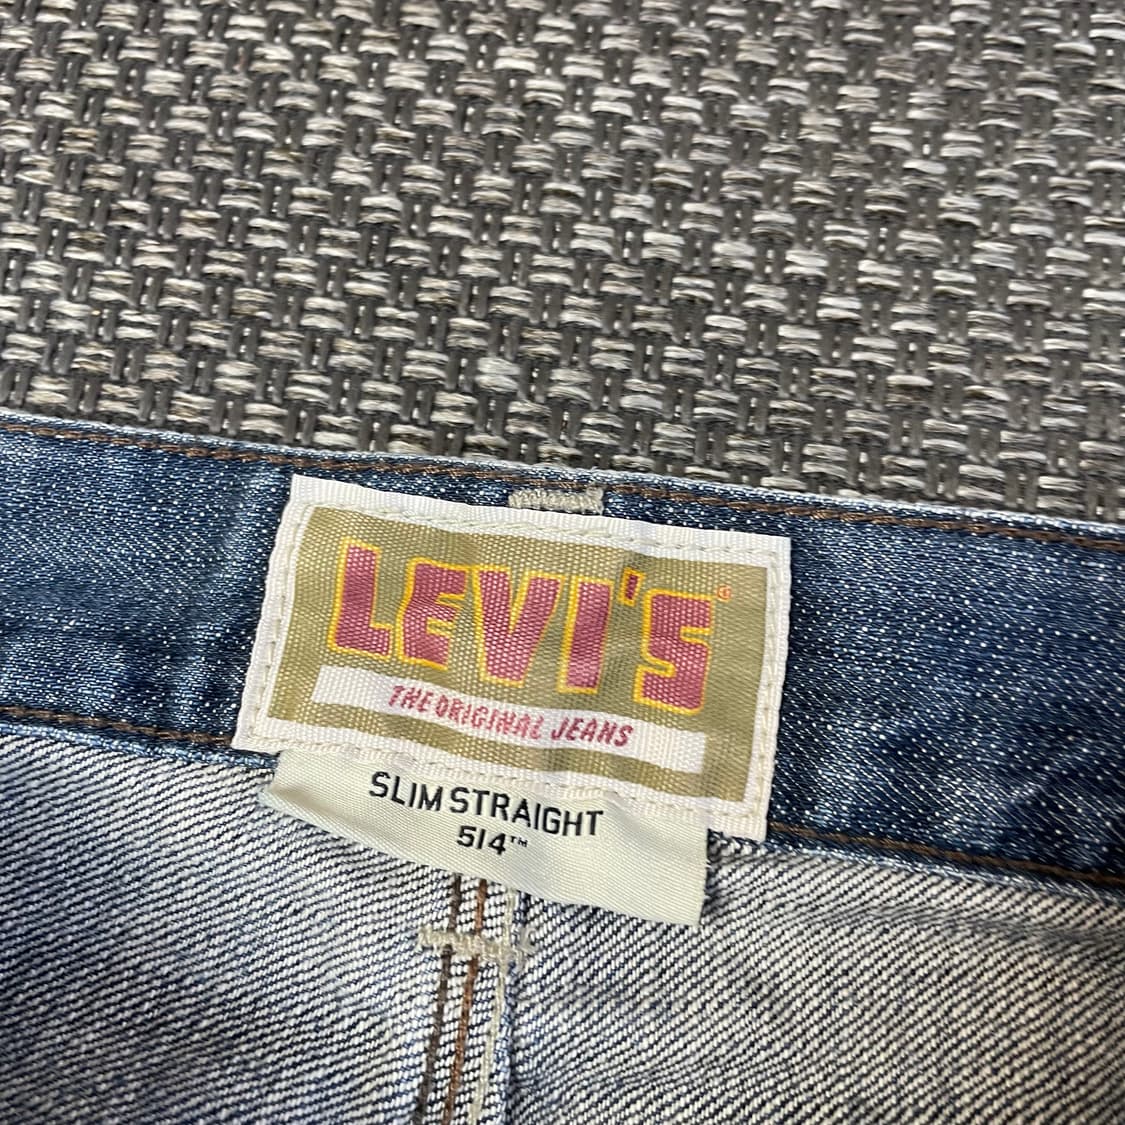 LEVI'S®
THE ORIGINAL JEANS
SLIM STRAIGHT
514™